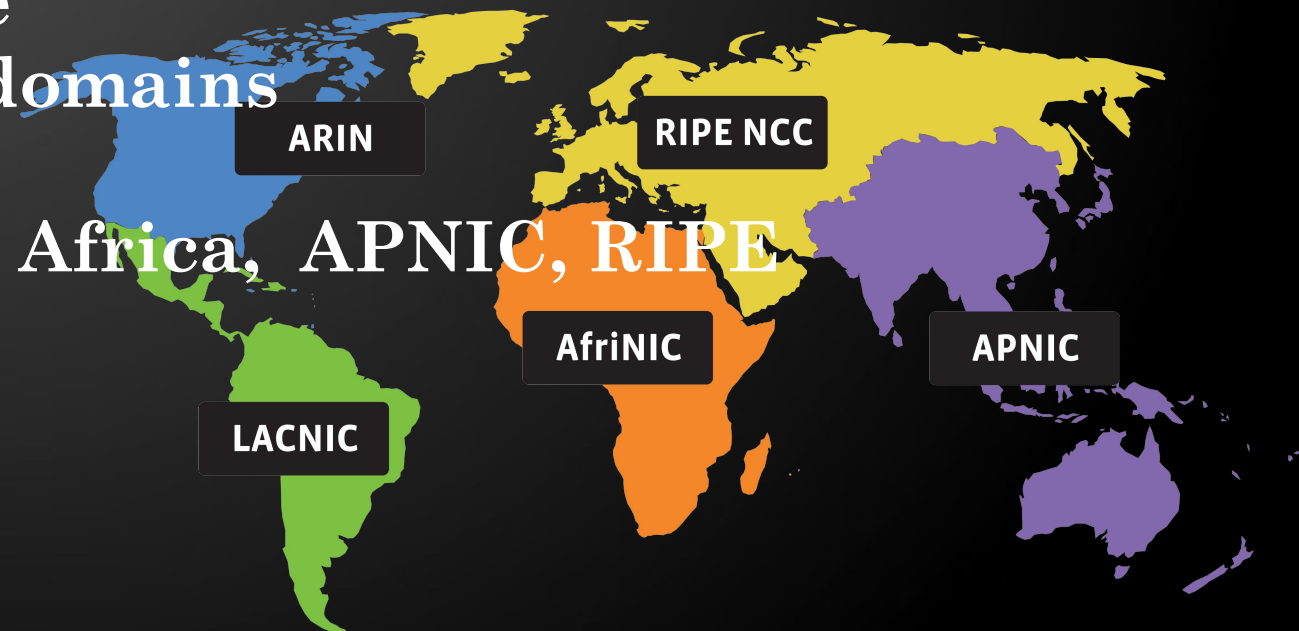 e
domains
ARIN
RIPE NCC
Africa, APNIC, RIPE
AfriNIC
APNIC
LACNIC